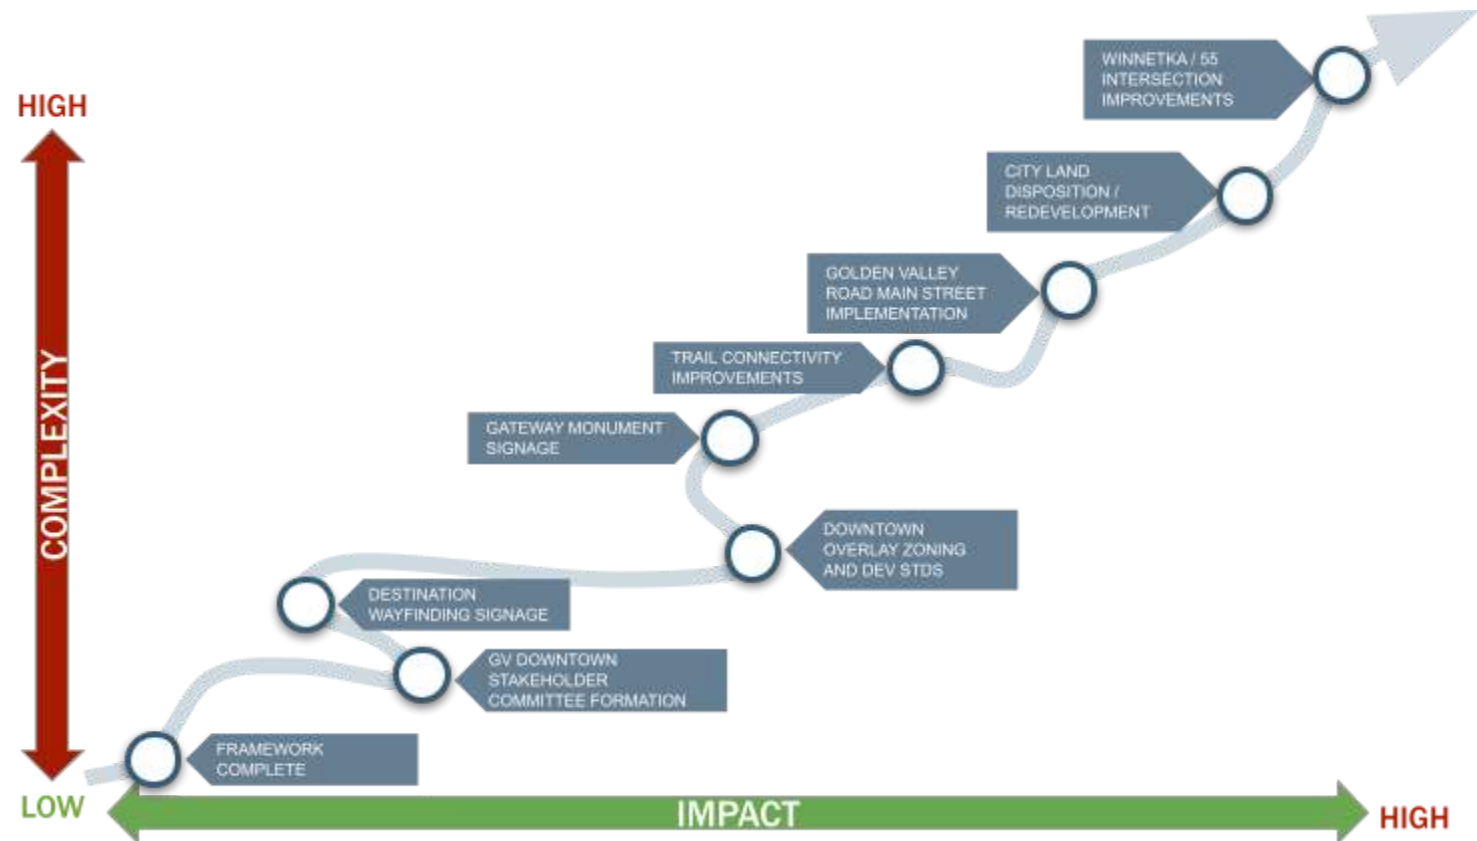 WINNETKA / 55
INTERSECTION
IMPROVEMENTS
HIGH
CITY LAND
DISPOSITION /
REDEVELOPMENT
GOLDEN VALLEY
ROAD MAIN STREET
IMPLEMENTATION
TRAIL CONNECTIVITY
IMPROVEMENTS
GATEWAY MONUMENT
SIGNAGE
COMPLEXITY
DOWNTOWN
OVERLAY ZONING
AND DEV STDS
DESTINATION
WAYFINDING SIGNAGE
GV DOWNTOWN
STAKEHOLDER
COMMITTEE FORMATION
FRAMEWORK
COMPLETE
LOW
IMPACT
HIGH